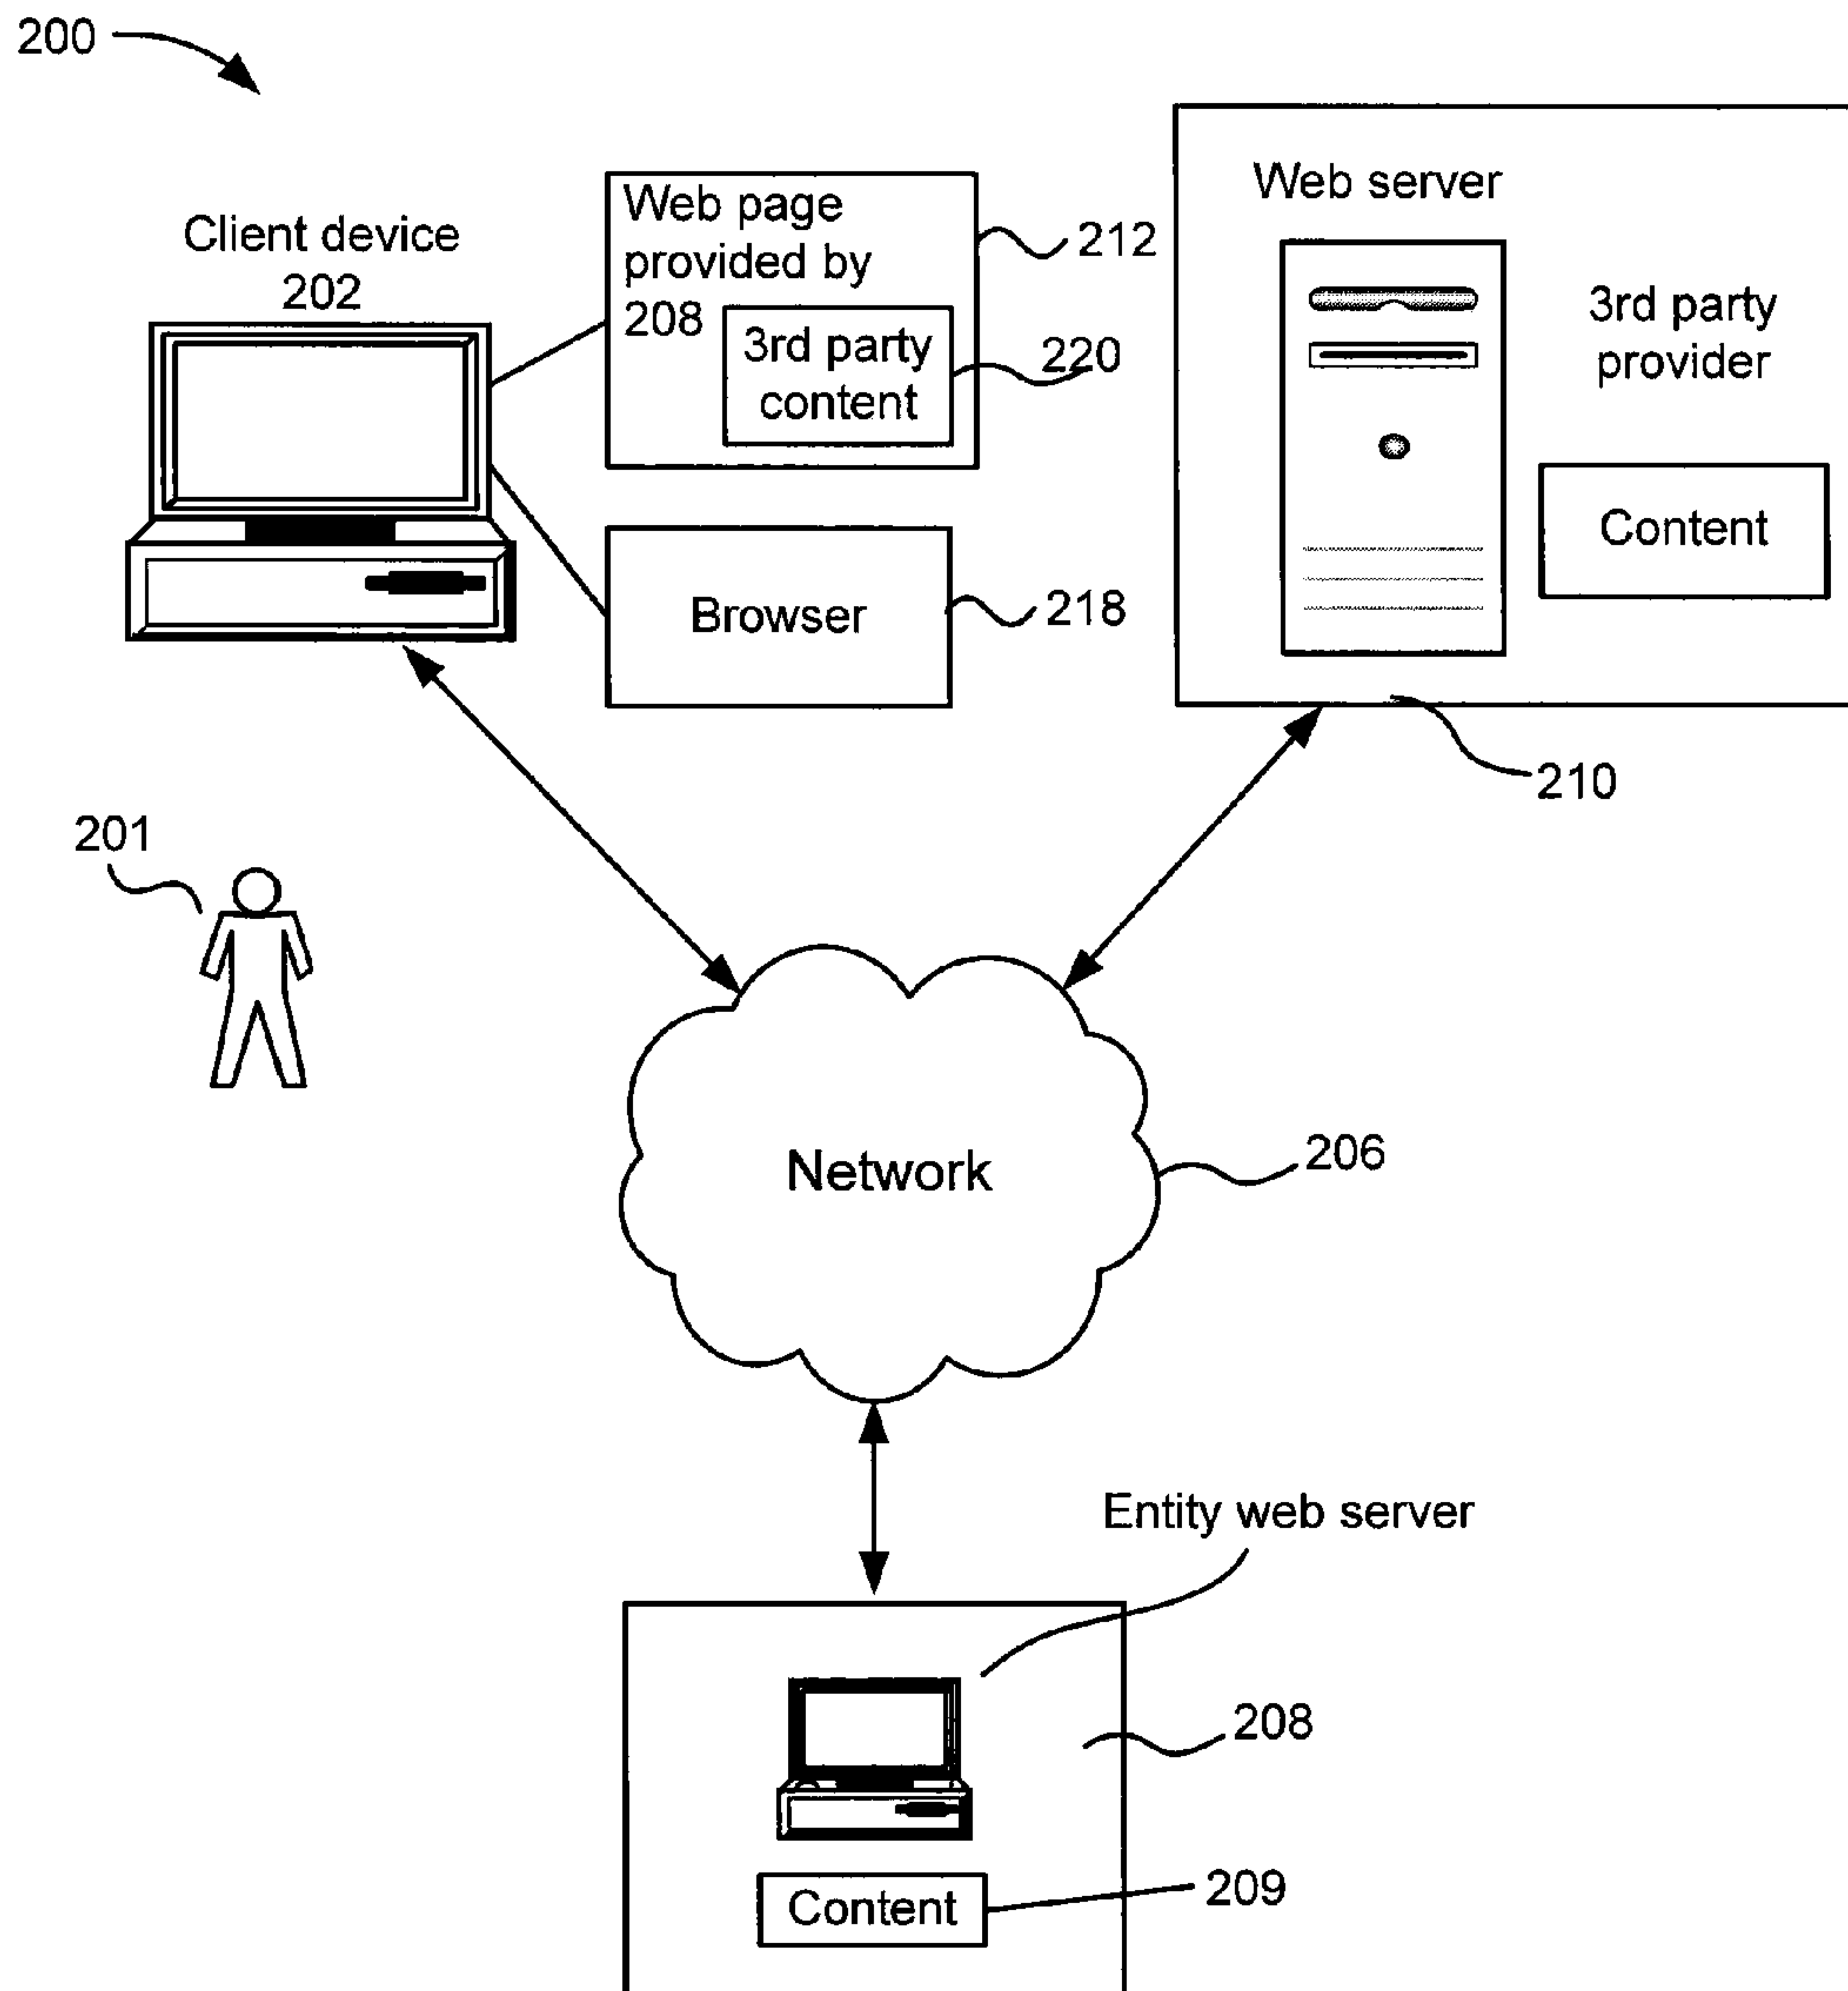 200
Client device
202
Web page
provided by
208
3rd party
content
212
220
Browser
218
Web server
3rd party
provider
Content
210
201
Network
206
Entity web server
208
Content
209